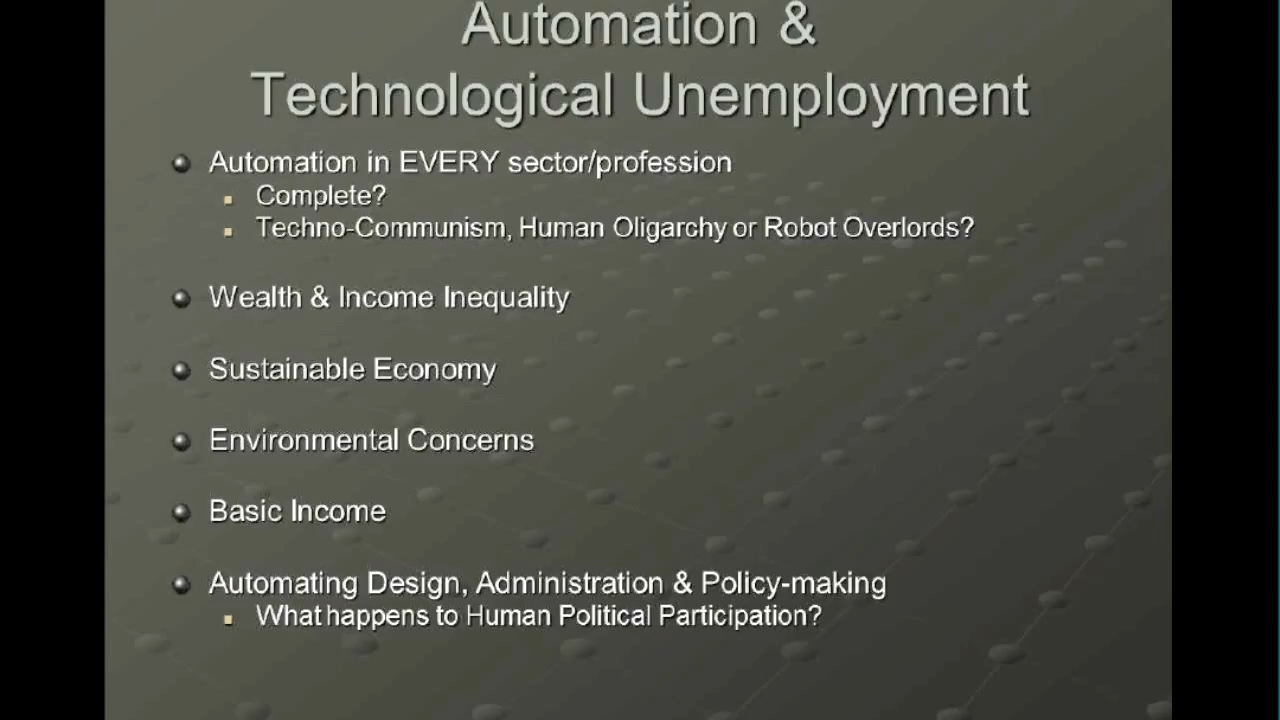 Automation &
Technological Unemployment
Automation in EVERY sector/profession
Complete?
Techno-Communism, Human Oligarchy or Robot Overlords?
Wealth & Income Inequality
Sustainable Economy
Environmental Concerns
Basic Income
Automating Design, Administration & Policy-making
What happens to Human Political Participation?